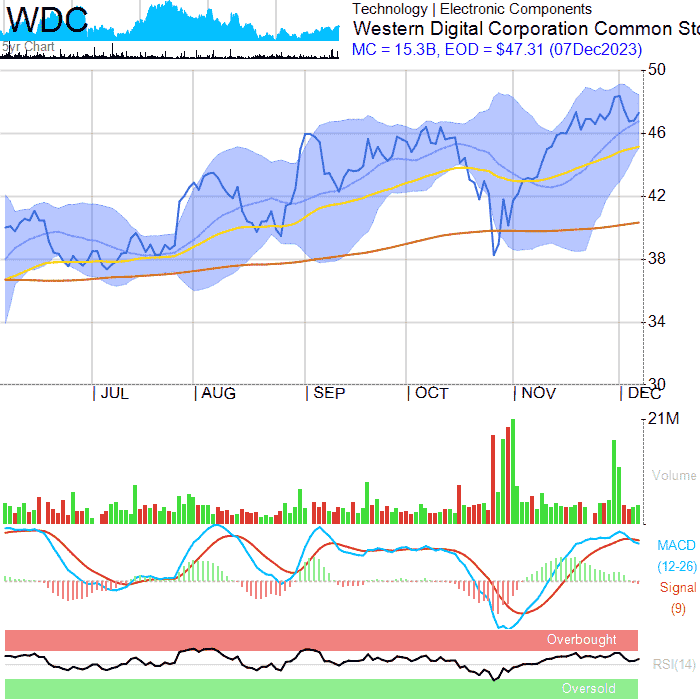 WDC
5yr Chart
Technology | Electronic Components
Western Digital Corporation Common Sto
MC = 15.3B, EOD = $47.31 (07Dec2023)
50
46
42
38
34
30
JUL AUG SEP OCT NOV DEC
21M
Volume
MACD
(12-26)
Signal
(9)
Overbought
RSI(14)
Oversold